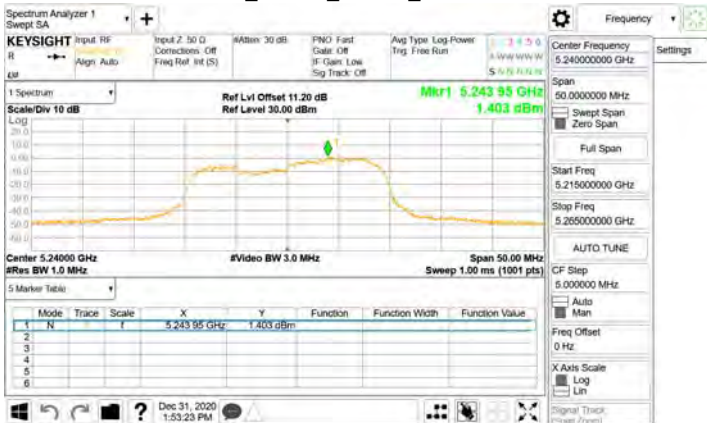 Spectrum Analyzer 1
Swept SA
+
Frequency
KEYSIGHT
R
Input: RF
Align: Auto
Input Z: 50 Ω
Corrections: Off
Freq Ref: Int (S)
#Atten: 30 dB
PNO: Fast
Gate: Off
IF Gain: Low
Sig Track: Off
Avg Type: Log-Power
Trig: Free Run
Center Frequency
5.240000000 GHz
Settings
Span
50.0000000 MHz
Swept Span
Zero Span
Full Span
Start Freq
5.215000000 GHz
Stop Freq
5.265000000 GHz
AUTO TUNE
CF Step
5.000000 MHz
Auto
Man
Freq Offset
0 Hz
X Axis Scale
Log
Lin
Signal Track
(Span Zoom)
1 Spectrum
Scale/Div 10 dB
Ref Lvl Offset 11.20 dB
Ref Level 30.00 dBm
Mkr1 5.243 95 GHz
1.403 dBm
Log
20.0
10.0
0.00
Center 5.24000 GHz
#Res BW 1.0 MHz
#Video BW 3.0 MHz
Span 50.00 MHz
Sweep 1.00 ms (1001 pts)
5 Marker Table
Mode Trace Scale X Y Function Function Width Function Value
1 N f 5.243 95 GHz 1.403 dBm
2
3
4
5
6
?
Dec 31, 2020
1:53:23 PM